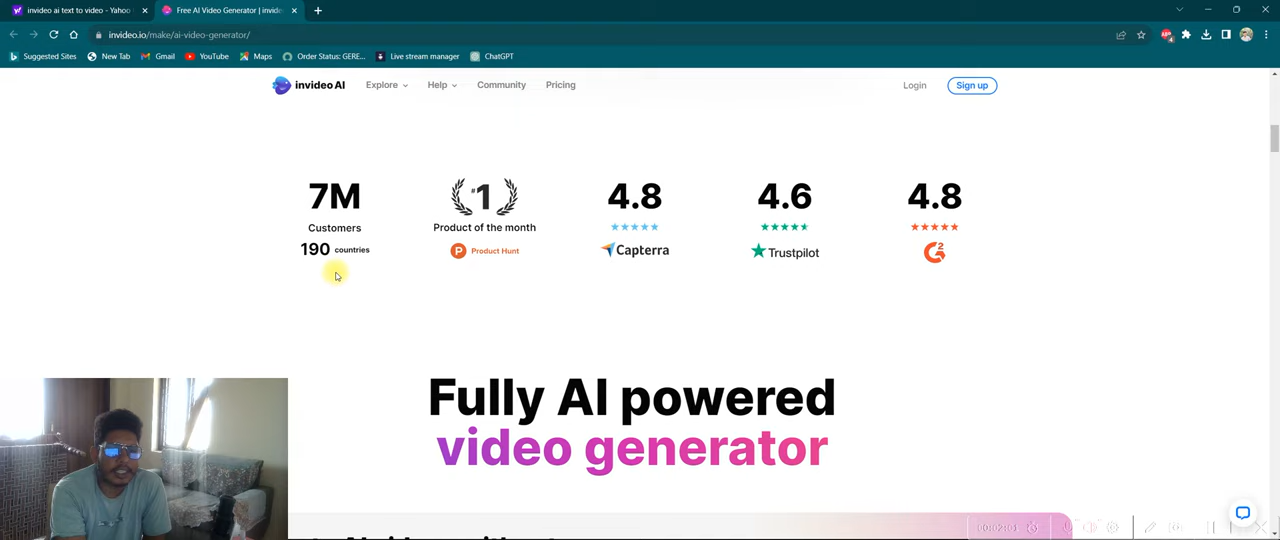 invideo ai text to video - Yahoo
Free AI Video Generator | invide
invideo.io/make/ai-video-generator/
Suggested Sites
New Tab
Gmail
YouTube
Maps
Order Status: GERE...
Live stream manager
ChatGPT
invideo AI
Explore
Help
Community
Pricing
Login
Sign up
7M
Customers
190 countries
#1
Product of the month
P Product Hunt
4.8
Capterra
4.6
Trustpilot
4.8
G2
Fully AI powered
video generator